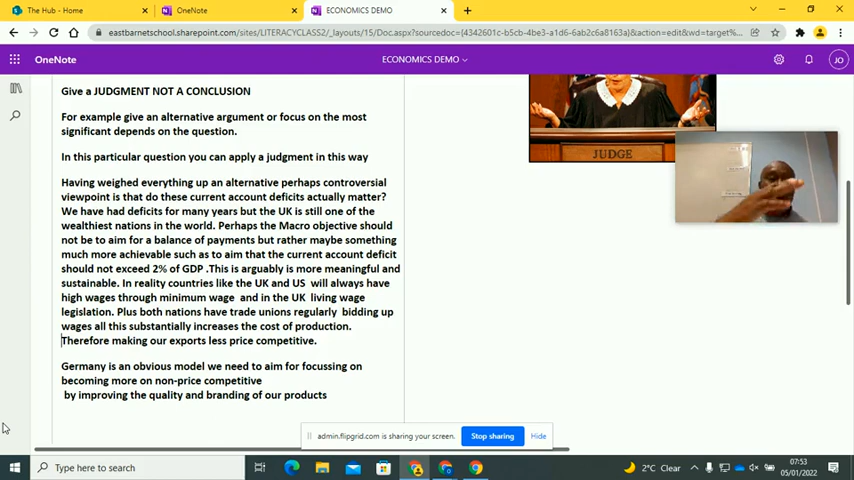 The Hub - Home
OneNote
ECONOMICS DEMO
eastbarnetschool.sharepoint.com/sites/LITERACYCLASS2/_layouts/15/Doc.aspx?sourcedoc={4342601c-b5cb-4be3-a1d6-6ab2c6a8163a}&action=edit&wd=target%...
OneNote
ECONOMICS DEMO
JO
Give a JUDGMENT NOT A CONCLUSION
For example give an alternative argument or focus on the most
significant depends on the question.
In this particular question you can apply a judgment in this way
Having weighed everything up an alternative perhaps controversial
viewpoint is that do these current account deficits actually matter?
We have had deficits for many years but the UK is still one of the
wealthiest nations in the world. Perhaps the Macro objective should
not be to aim for a balance of payments but rather maybe something
much more achievable such as to aim that the current account deficit
should not exceed 2% of GDP .This is arguably is more meaningful and
sustainable. In reality countries like the UK and US will always have
high wages through minimum wage and in the UK living wage
legislation. Plus both nations have trade unions regularly bidding up
wages all this substantially increases the cost of production.
Therefore making our exports less price competitive.
Germany is an obvious model we need to aim for focussing on
becoming more on non-price competitive
by improving the quality and branding of our products
JUDGE
admin.flipgrid.com is sharing your screen.
Stop sharing
Hide
Type here to search
2°C Clear
07:53
05/01/2022